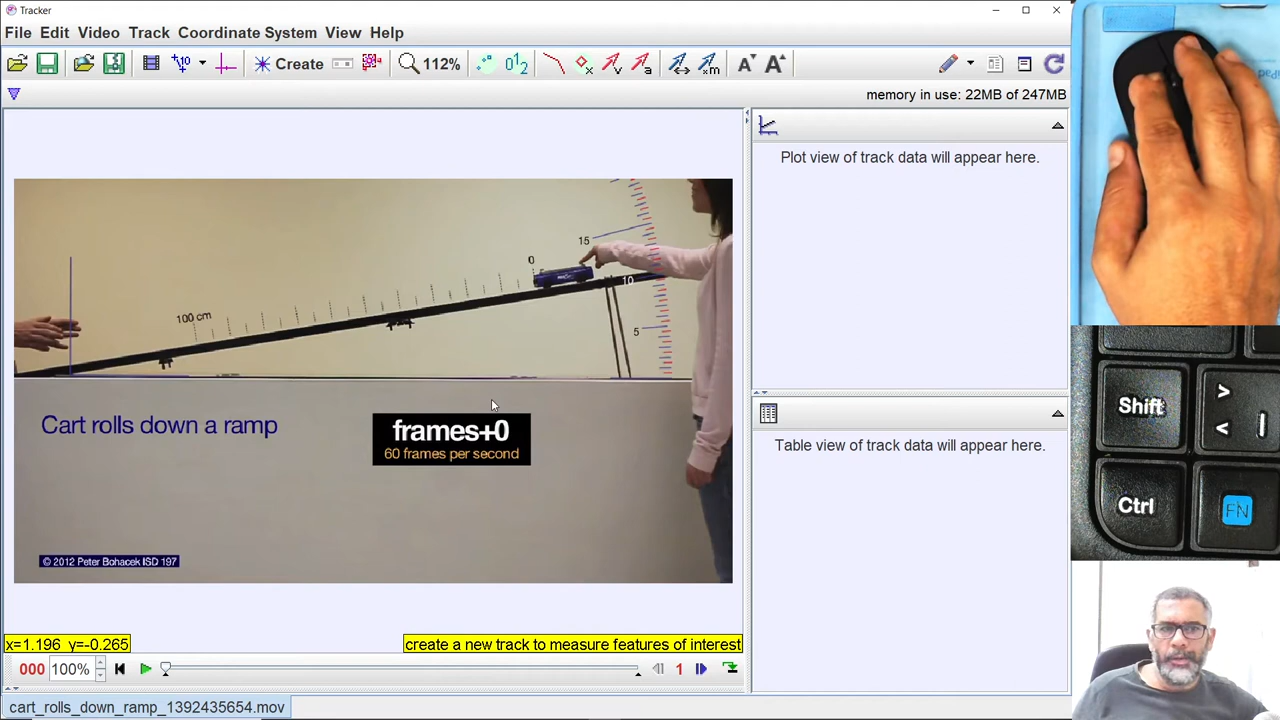 Tracker
File Edit Video Track Coordinate System View Help
Create 112%
memory in use: 22MB of 247MB
Plot view of track data will appear here.
Table view of track data will appear here.
15
0
10
5
100 cm
Cart rolls down a ramp
frames+0
60 frames per second
© 2012 Peter Bohacek ISD 197
x=1.196 y=-0.265
create a new track to measure features of interest
000 100% 1
cart_rolls_down_ramp_1392435654.mov
iPad
Shift
>
<
|
Ctrl
FN